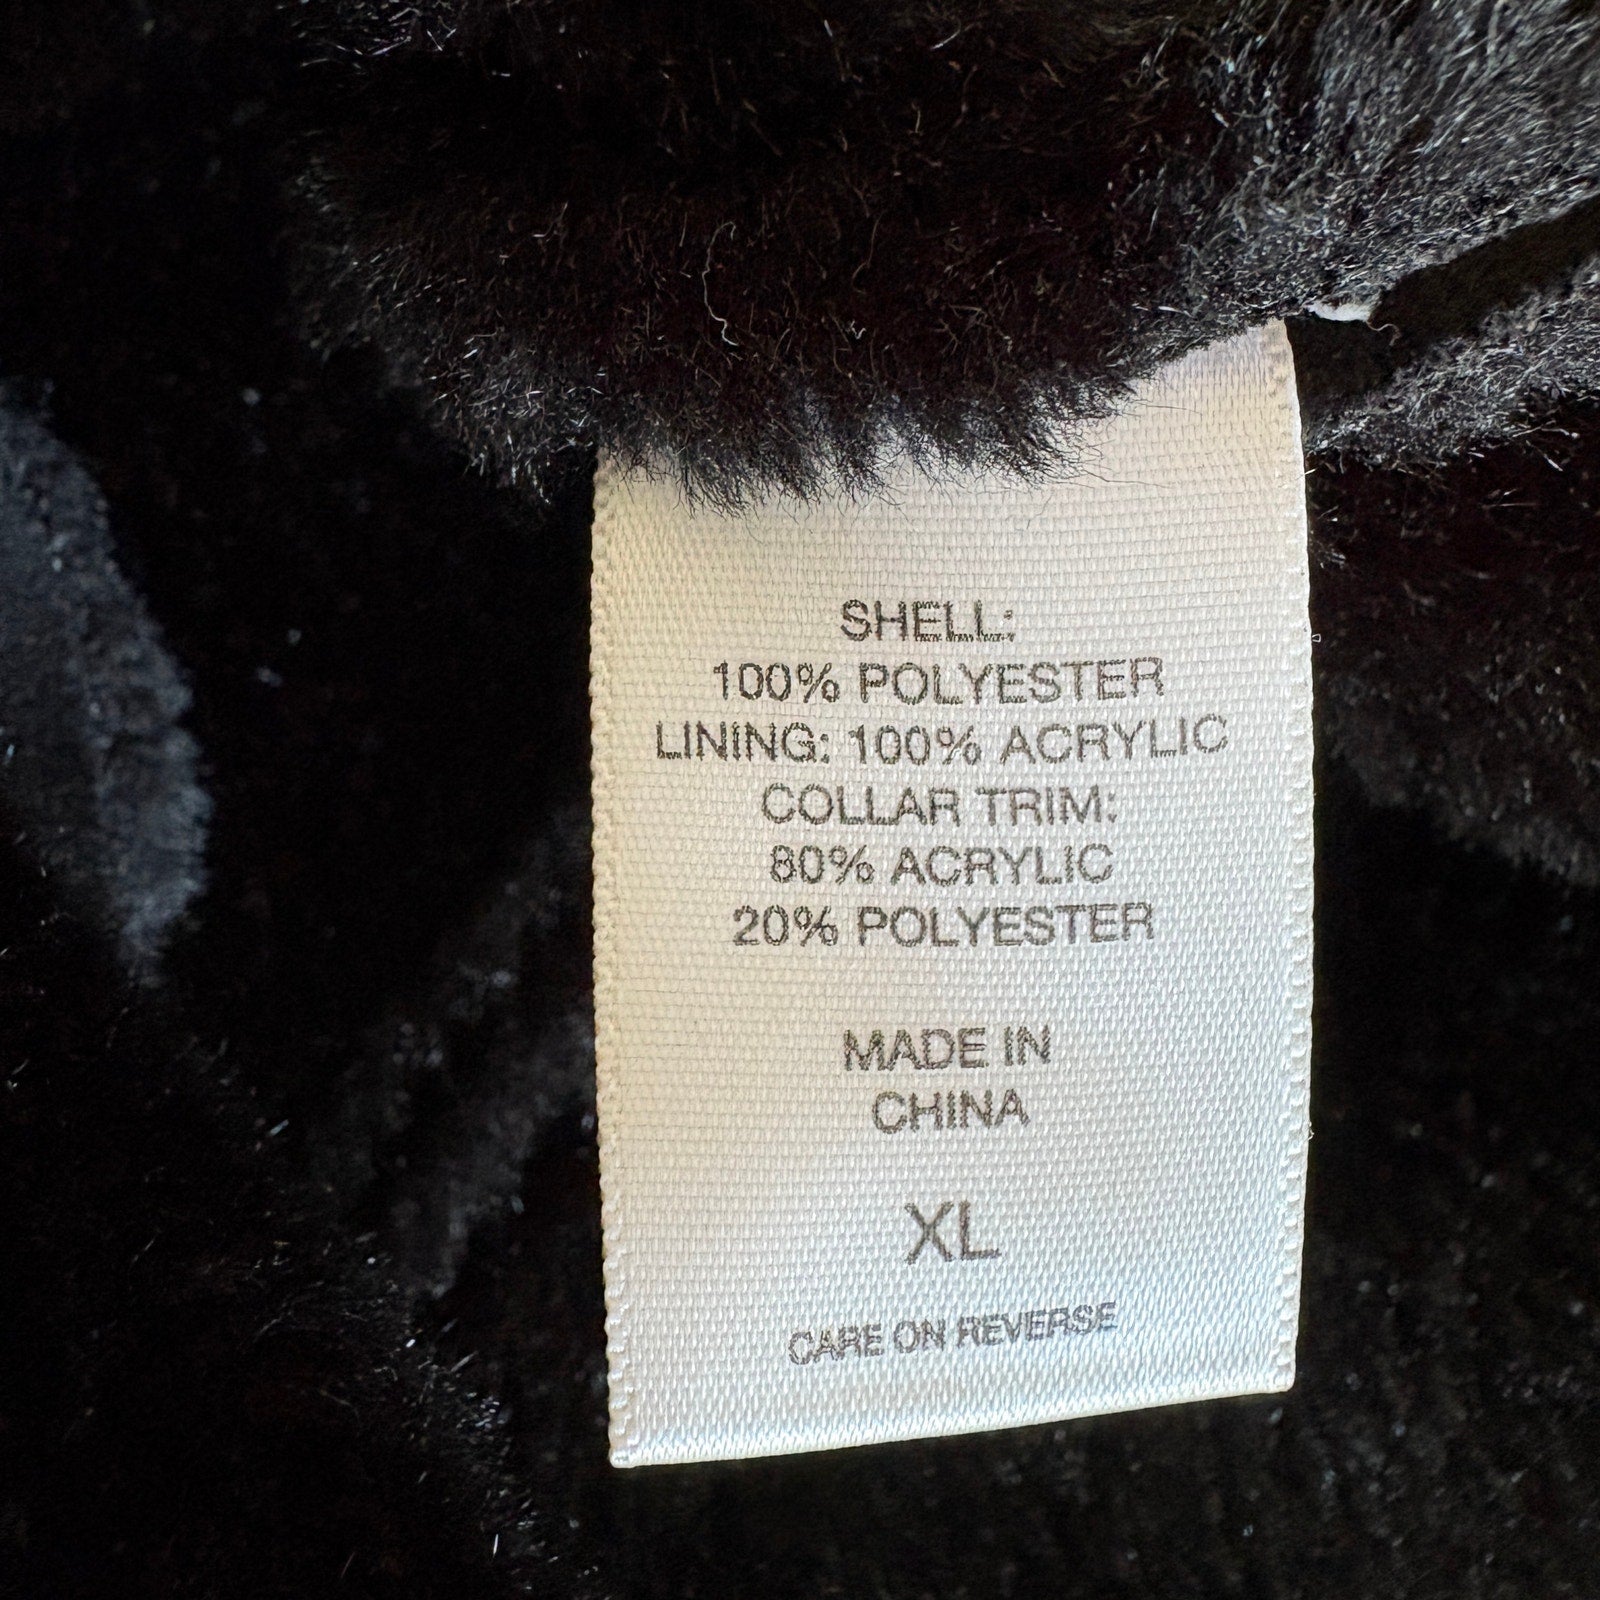 SHELL:
100% POLYESTER
LINING: 100% ACRYLIC
COLLAR TRIM:
80% ACRYLIC
20% POLYESTER
MADE IN
CHINA
XL
CARE ON REVERSE